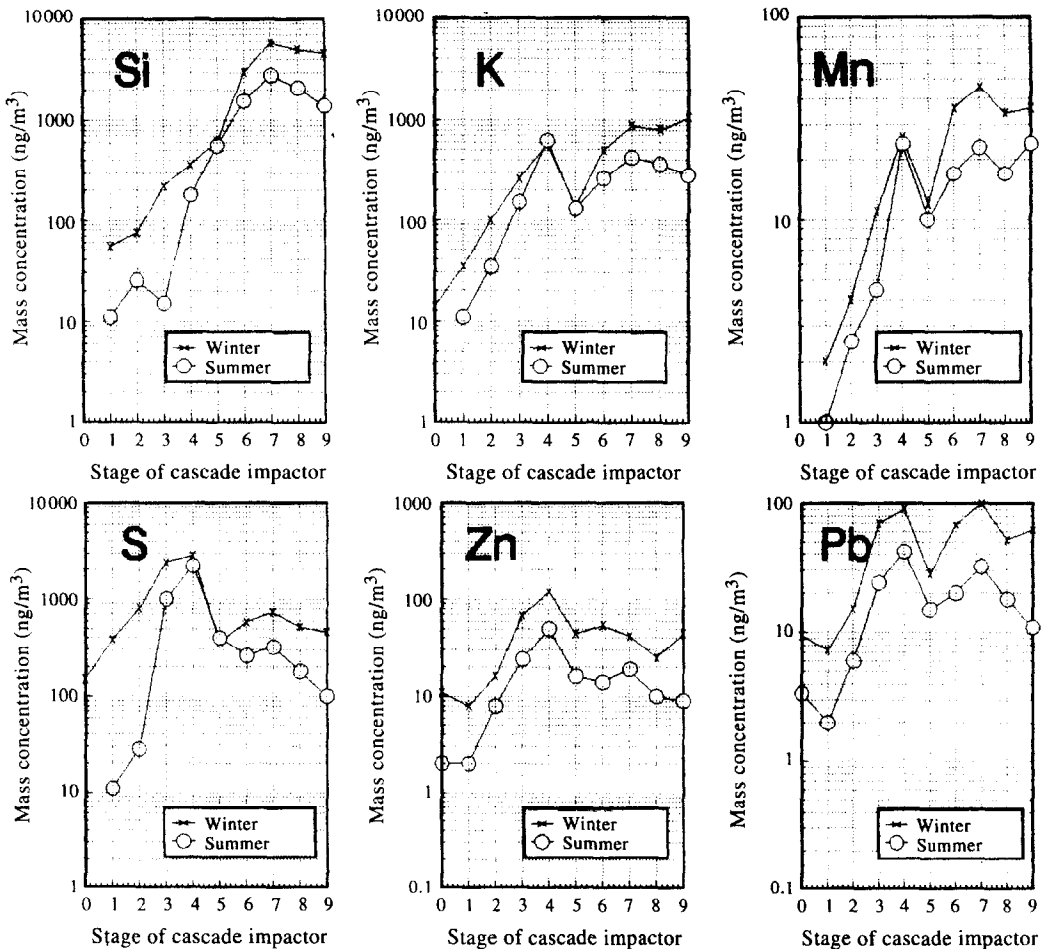 Si
Mass concentration (ng/m³)
10000
1000
100
10
1
Winter
Summer
0 1 2 3 4 5 6 7 8 9
Stage of cascade impactor
K
Mass concentration (ng/m³)
10000
1000
100
10
1
Winter
Summer
0 1 2 3 4 5 6 7 8 9
Stage of cascade impactor
Mn
Mass concentration (ng/m³)
100
10
1
Winter
Summer
0 1 2 3 4 5 6 7 8 9
Stage of cascade impactor
S
Mass concentration (ng/m³)
10000
1000
100
10
1
Winter
Summer
0 1 2 3 4 5 6 7 8 9
Stage of cascade impactor
Zn
Mass concentration (ng/m³)
1000
100
10
1
0.1
Winter
Summer
0 1 2 3 4 5 6 7 8 9
Stage of cascade impactor
Pb
Mass concentration (ng/m³)
100
10
1
0.1
Winter
Summer
0 1 2 3 4 5 6 7 8 9
Stage of cascade impactor